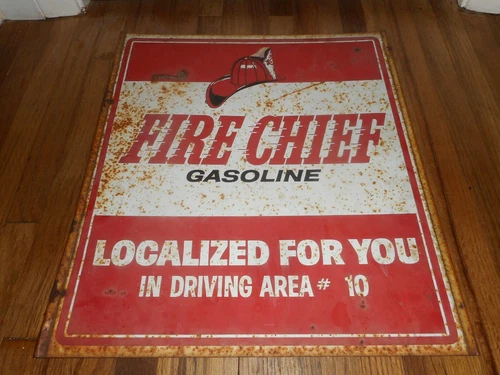 FIRE CHIEF
GASOLINE
LOCALIZED FOR YOU
IN DRIVING AREA # 10